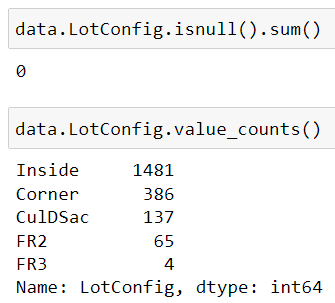 data.LotConfig.isnull().sum()
0
data.LotConfig.value_counts()
Inside 1481
Corner 386
CulDSac 137
FR2 65
FR3 4
Name: LotConfig, dtype: int64